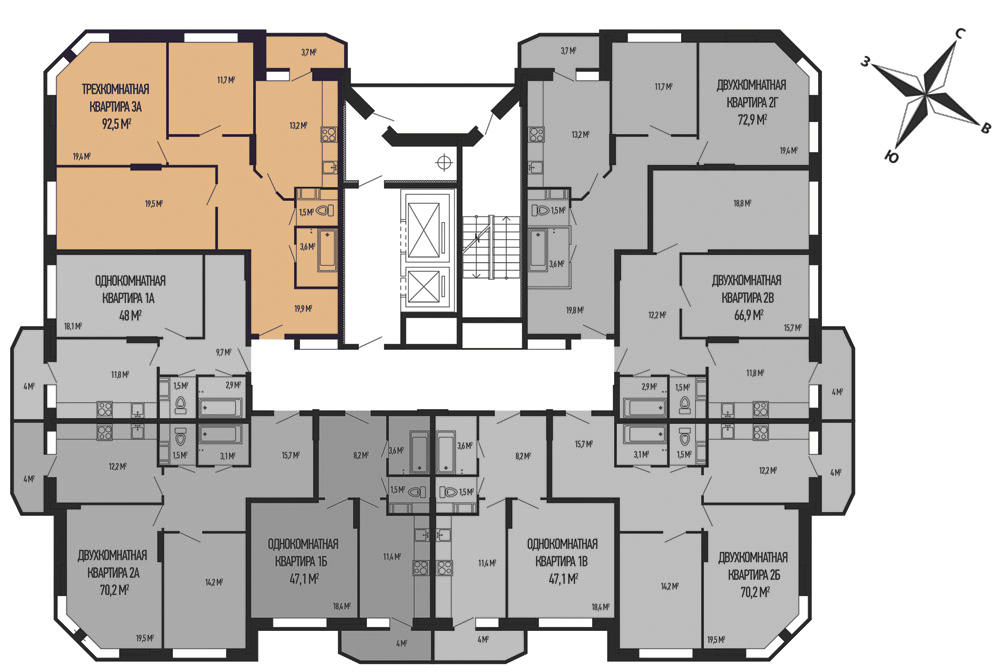 3,7 М²
11,7 М²
ТРЕХКОМНАТНАЯ
КВАРТИРА 3А
92,5 М²
13,2 М²
19,4 М²
19,5 М²
1,5 М²
3,6 М²
19,9 М²
3,7 М²
11,7 М²
ДВУХКОМНАТНАЯ
КВАРТИРА 2Г
72,9 М²
13,2 М²
19,4 М²
18,8 М²
1,5 М²
3,6 М²
19,8 М²
С
З
В
Ю
ОДНОКОМНАТНАЯ
КВАРТИРА 1А
48 М²
18,1 М²
9,7 М²
11,8 М²
1,5 М²
2,9 М²
4 М²
ДВУХКОМНАТНАЯ
КВАРТИРА 2В
66,9 М²
12,2 М²
15,7 М²
2,9 М²
1,5 М²
11,8 М²
4 М²
12,2 М²
1,5 М²
3,1 М²
15,7 М²
4 М²
ДВУХКОМНАТНАЯ
КВАРТИРА 2А
70,2 М²
14,2 М²
19,5 М²
8,2 М²
3,6 М²
1,5 М²
ОДНОКОМНАТНАЯ
КВАРТИРА 1Б
47,1 М²
11,4 М²
18,4 М²
4 М²
3,6 М²
8,2 М²
1,5 М²
11,4 М²
ОДНОКОМНАТНАЯ
КВАРТИРА 1В
47,1 М²
18,4 М²
4 М²
15,7 М²
3,1 М²
1,5 М²
12,2 М²
4 М²
14,2 М²
ДВУХКОМНАТНАЯ
КВАРТИРА 2Б
70,2 М²
19,5 М²